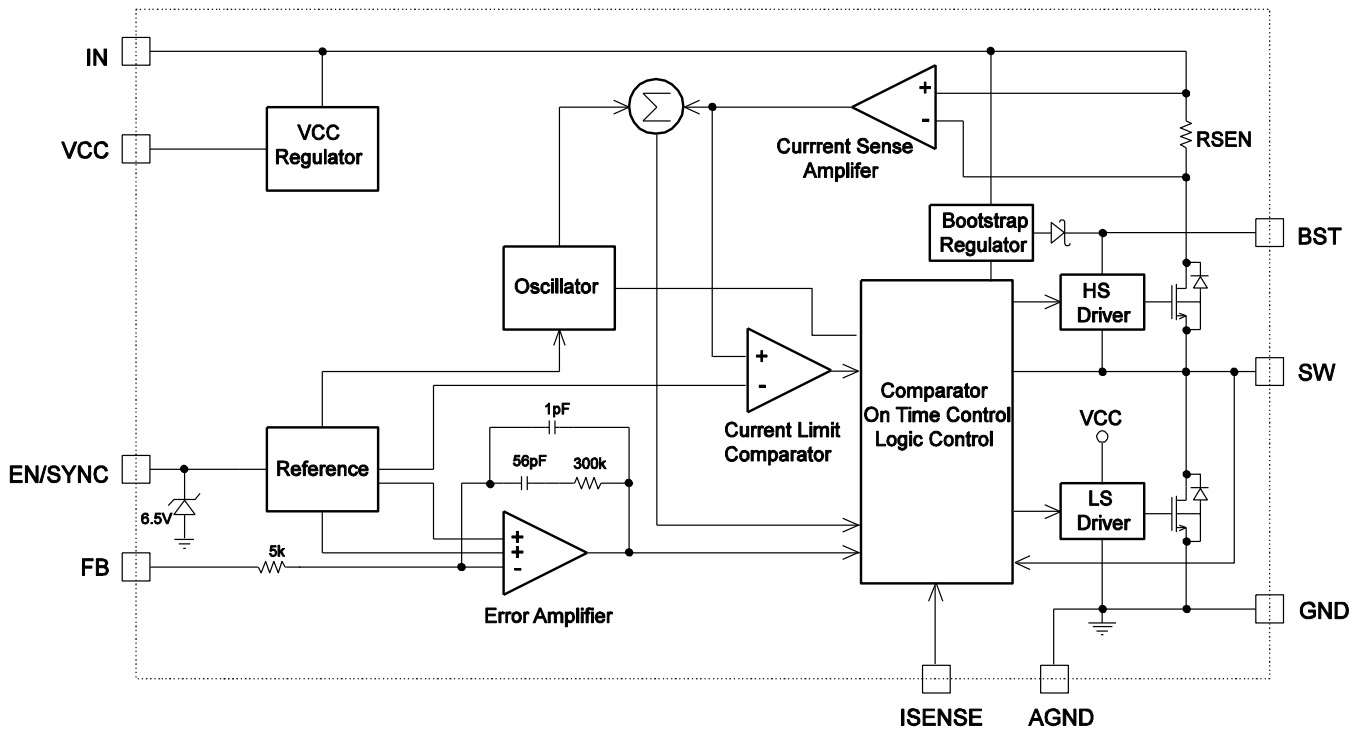 IN
VCC
VCC
Regulator
Σ
+
-
Currrent Sense
Amplifer
RSEN
Bootstrap
Regulator
BST
Oscillator
HS
Driver
+
-
Current Limit
Comparator
Comparator
On Time Control
Logic Control
SW
VCC
1pF
56pF
300k
EN/SYNC
Reference
6.5V
LS
Driver
FB
5k
+
+
-
Error Amplifier
GND
ISENSE
AGND